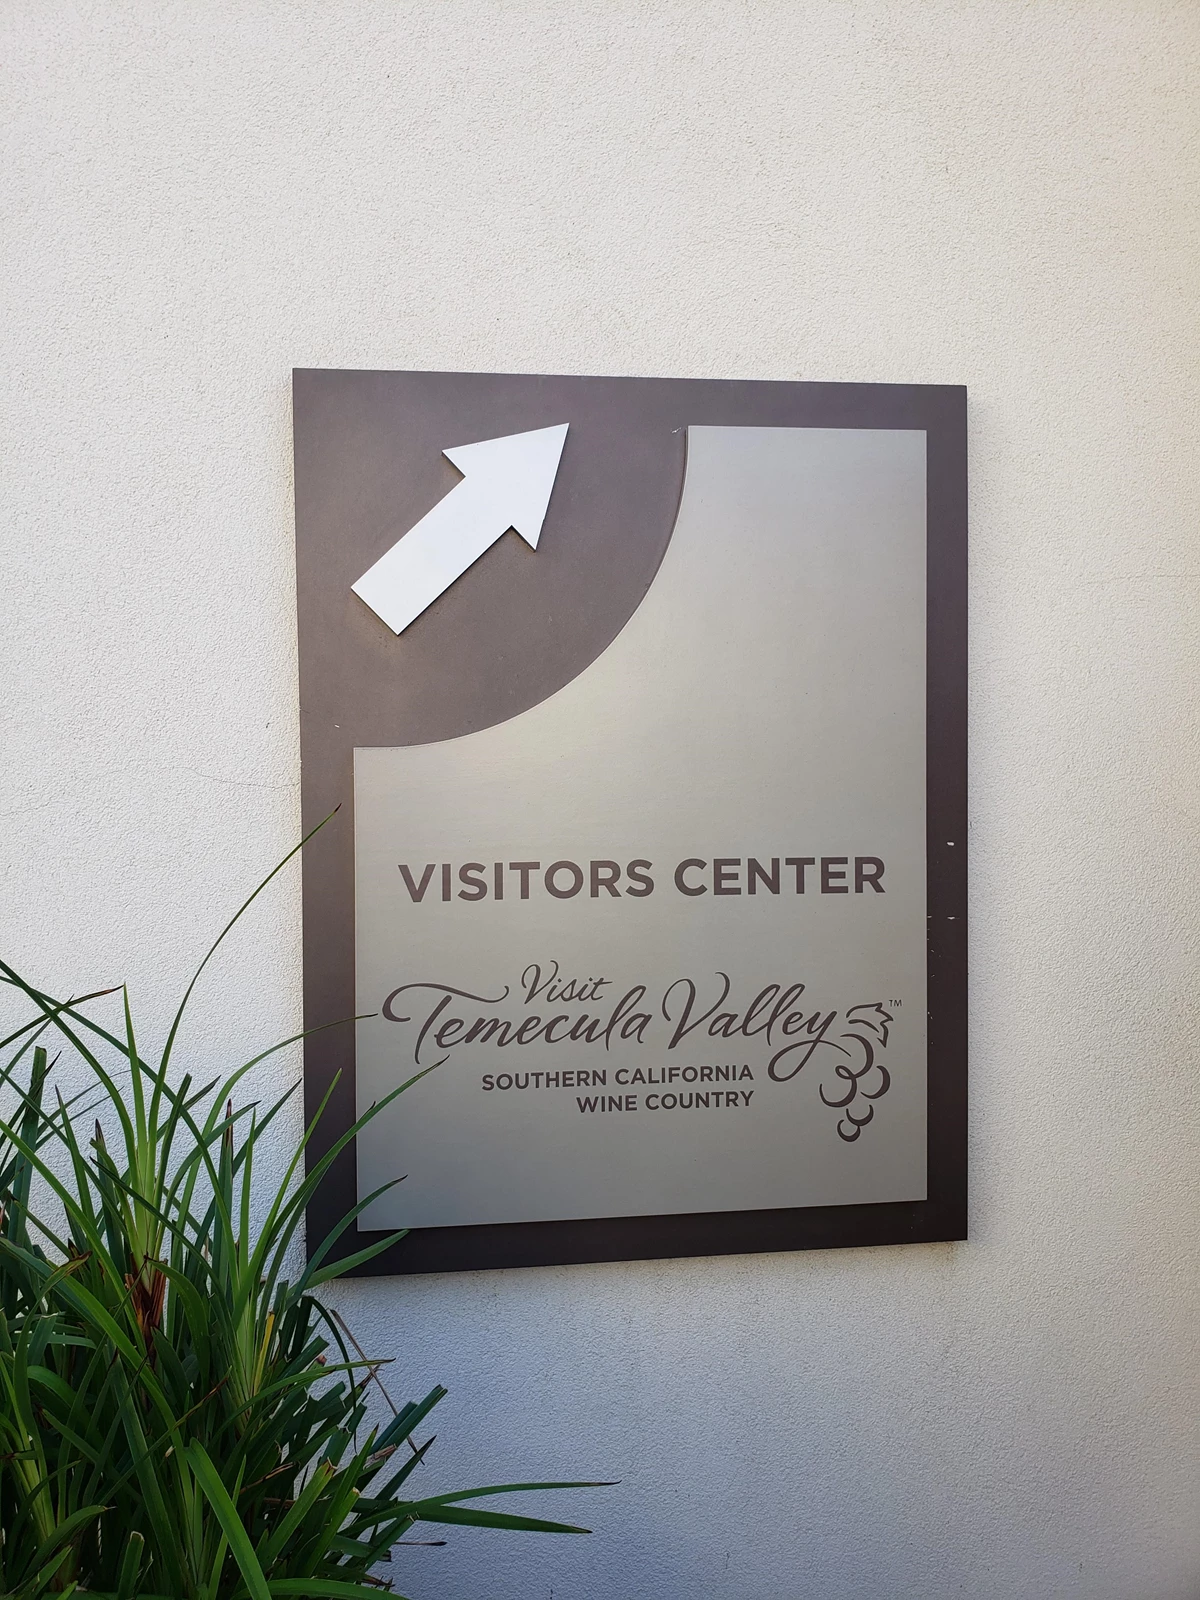 VISITORS CENTER
Visit
Temecula Valley™
SOUTHERN CALIFORNIA
WINE COUNTRY